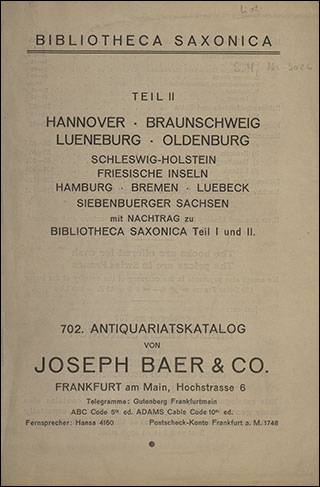 BIBLIOTHECA SAXONICA
TEIL II
HANNOVER · BRAUNSCHWEIG
LUENEBURG · OLDENBURG
SCHLESWIG-HOLSTEIN
FRIESISCHE INSELN
HAMBURG · BREMEN · LUEBECK
SIEBENBUERGER SACHSEN
mit NACHTRAG zu
BIBLIOTHECA SAXONICA Teil I und II.
702. ANTIQUARIATSKATALOG
VON
JOSEPH BAER & CO.
FRANKFURT am Main, Hochstrasse 6
Telegramme: Gutenberg Frankfurtmain
ABC Code 5th ed. ADAMS Cable Code 10th ed.
Fernsprecher: Hansa 4160 Postscheck-Konto Frankfurt a. M. 1748